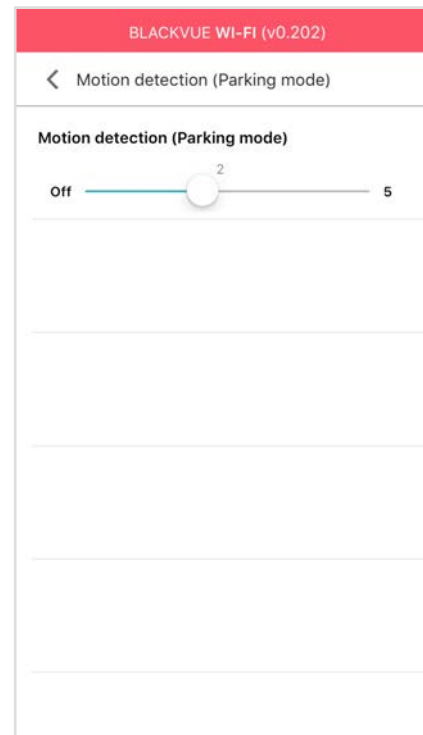 BLACKVUE WI-FI (v0.202)
Motion detection (Parking mode)
Motion detection (Parking mode)
2
Off 5